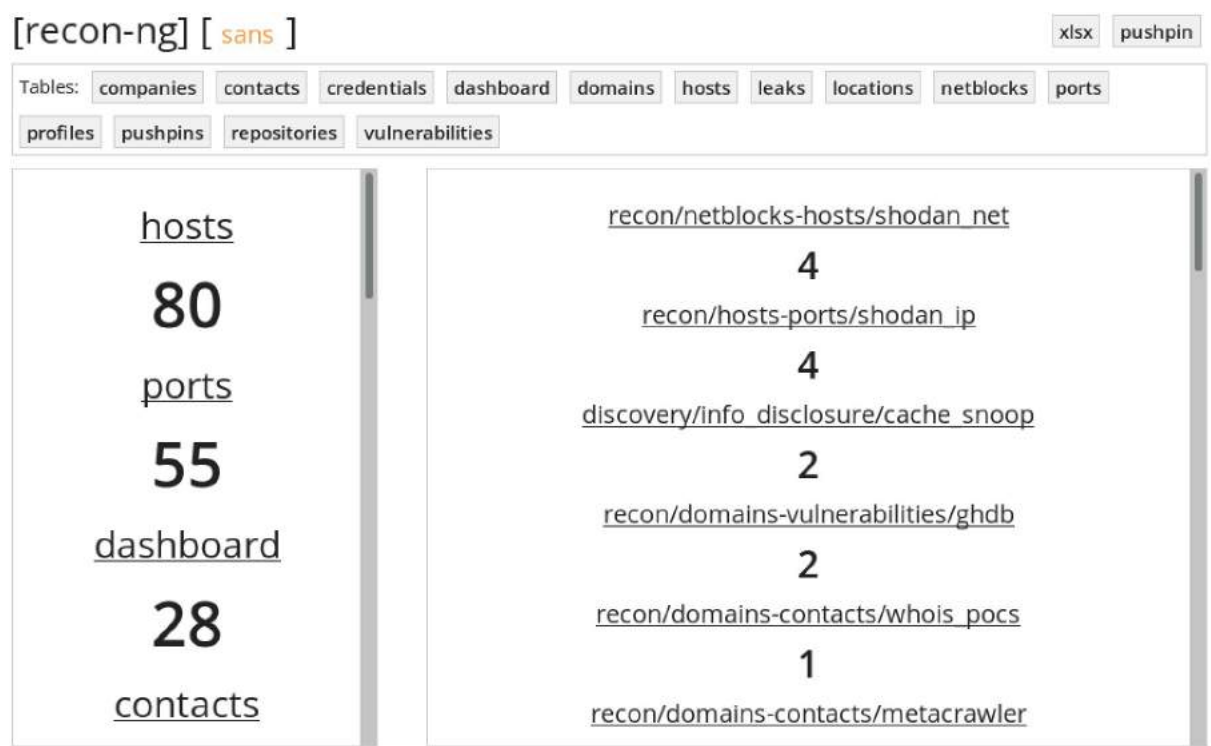 [recon-ng] [ sans ]
xlsx pushpin
Tables: companies contacts credentials dashboard domains hosts leaks locations netblocks ports
profiles pushpins repositories vulnerabilities
hosts
80
ports
55
dashboard
28
contacts
recon/netblocks-hosts/shodan_net
4
recon/hosts-ports/shodan_ip
4
discovery/info_disclosure/cache_snoop
2
recon/domains-vulnerabilities/ghdb
2
recon/domains-contacts/whois_pocs
1
recon/domains-contacts/metacrawler